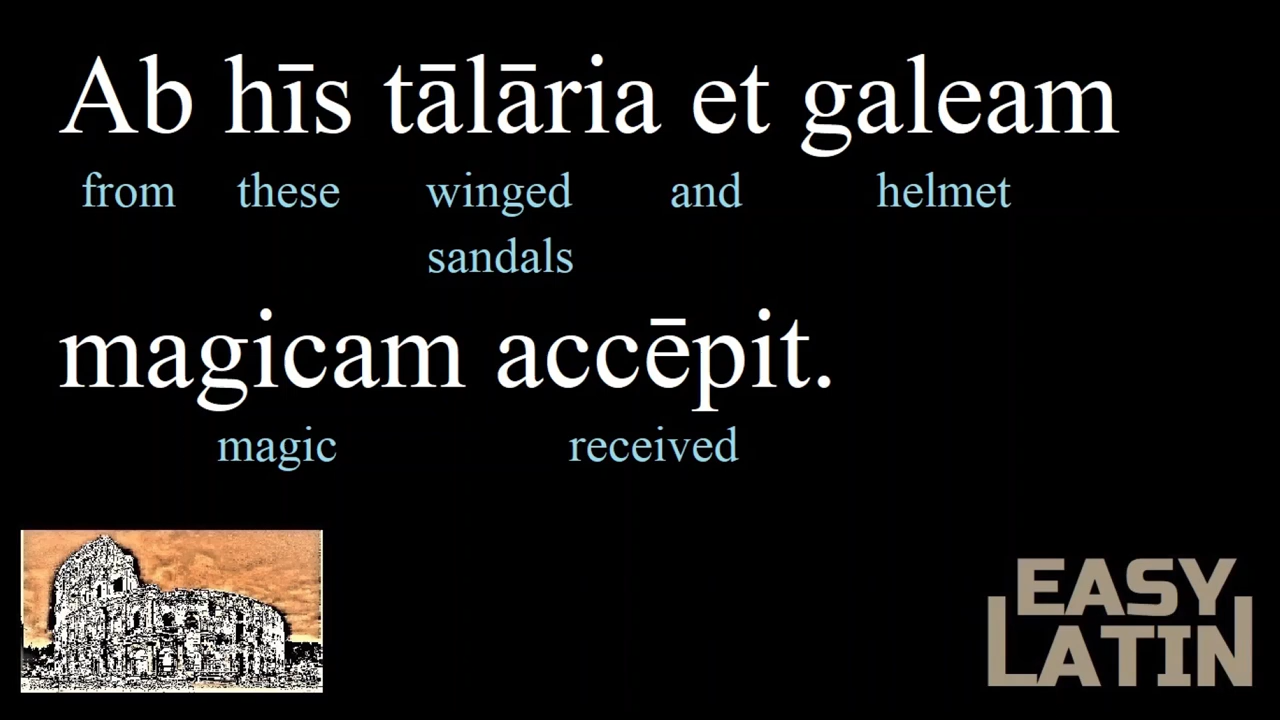 Ab hīs tālāria et galeam
from these winged and helmet
sandals
magicam accēpit.
magic received
EASY
LATIN